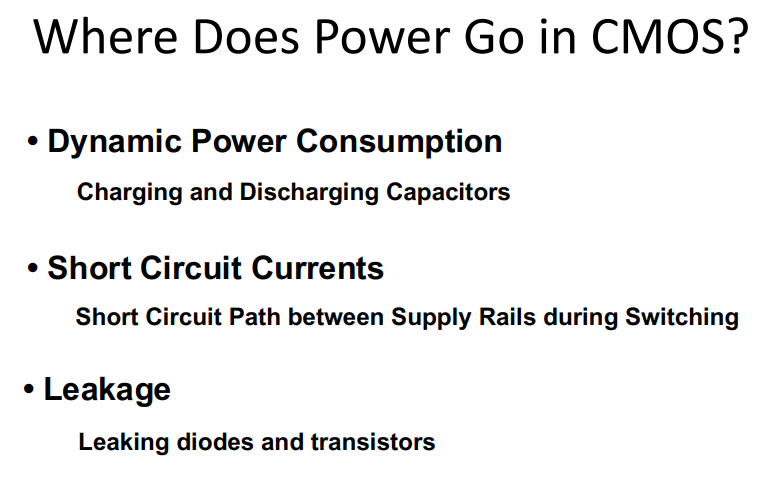 Where Does Power Go in CMOS?
• Dynamic Power Consumption
Charging and Discharging Capacitors
• Short Circuit Currents
Short Circuit Path between Supply Rails during Switching
• Leakage
Leaking diodes and transistors